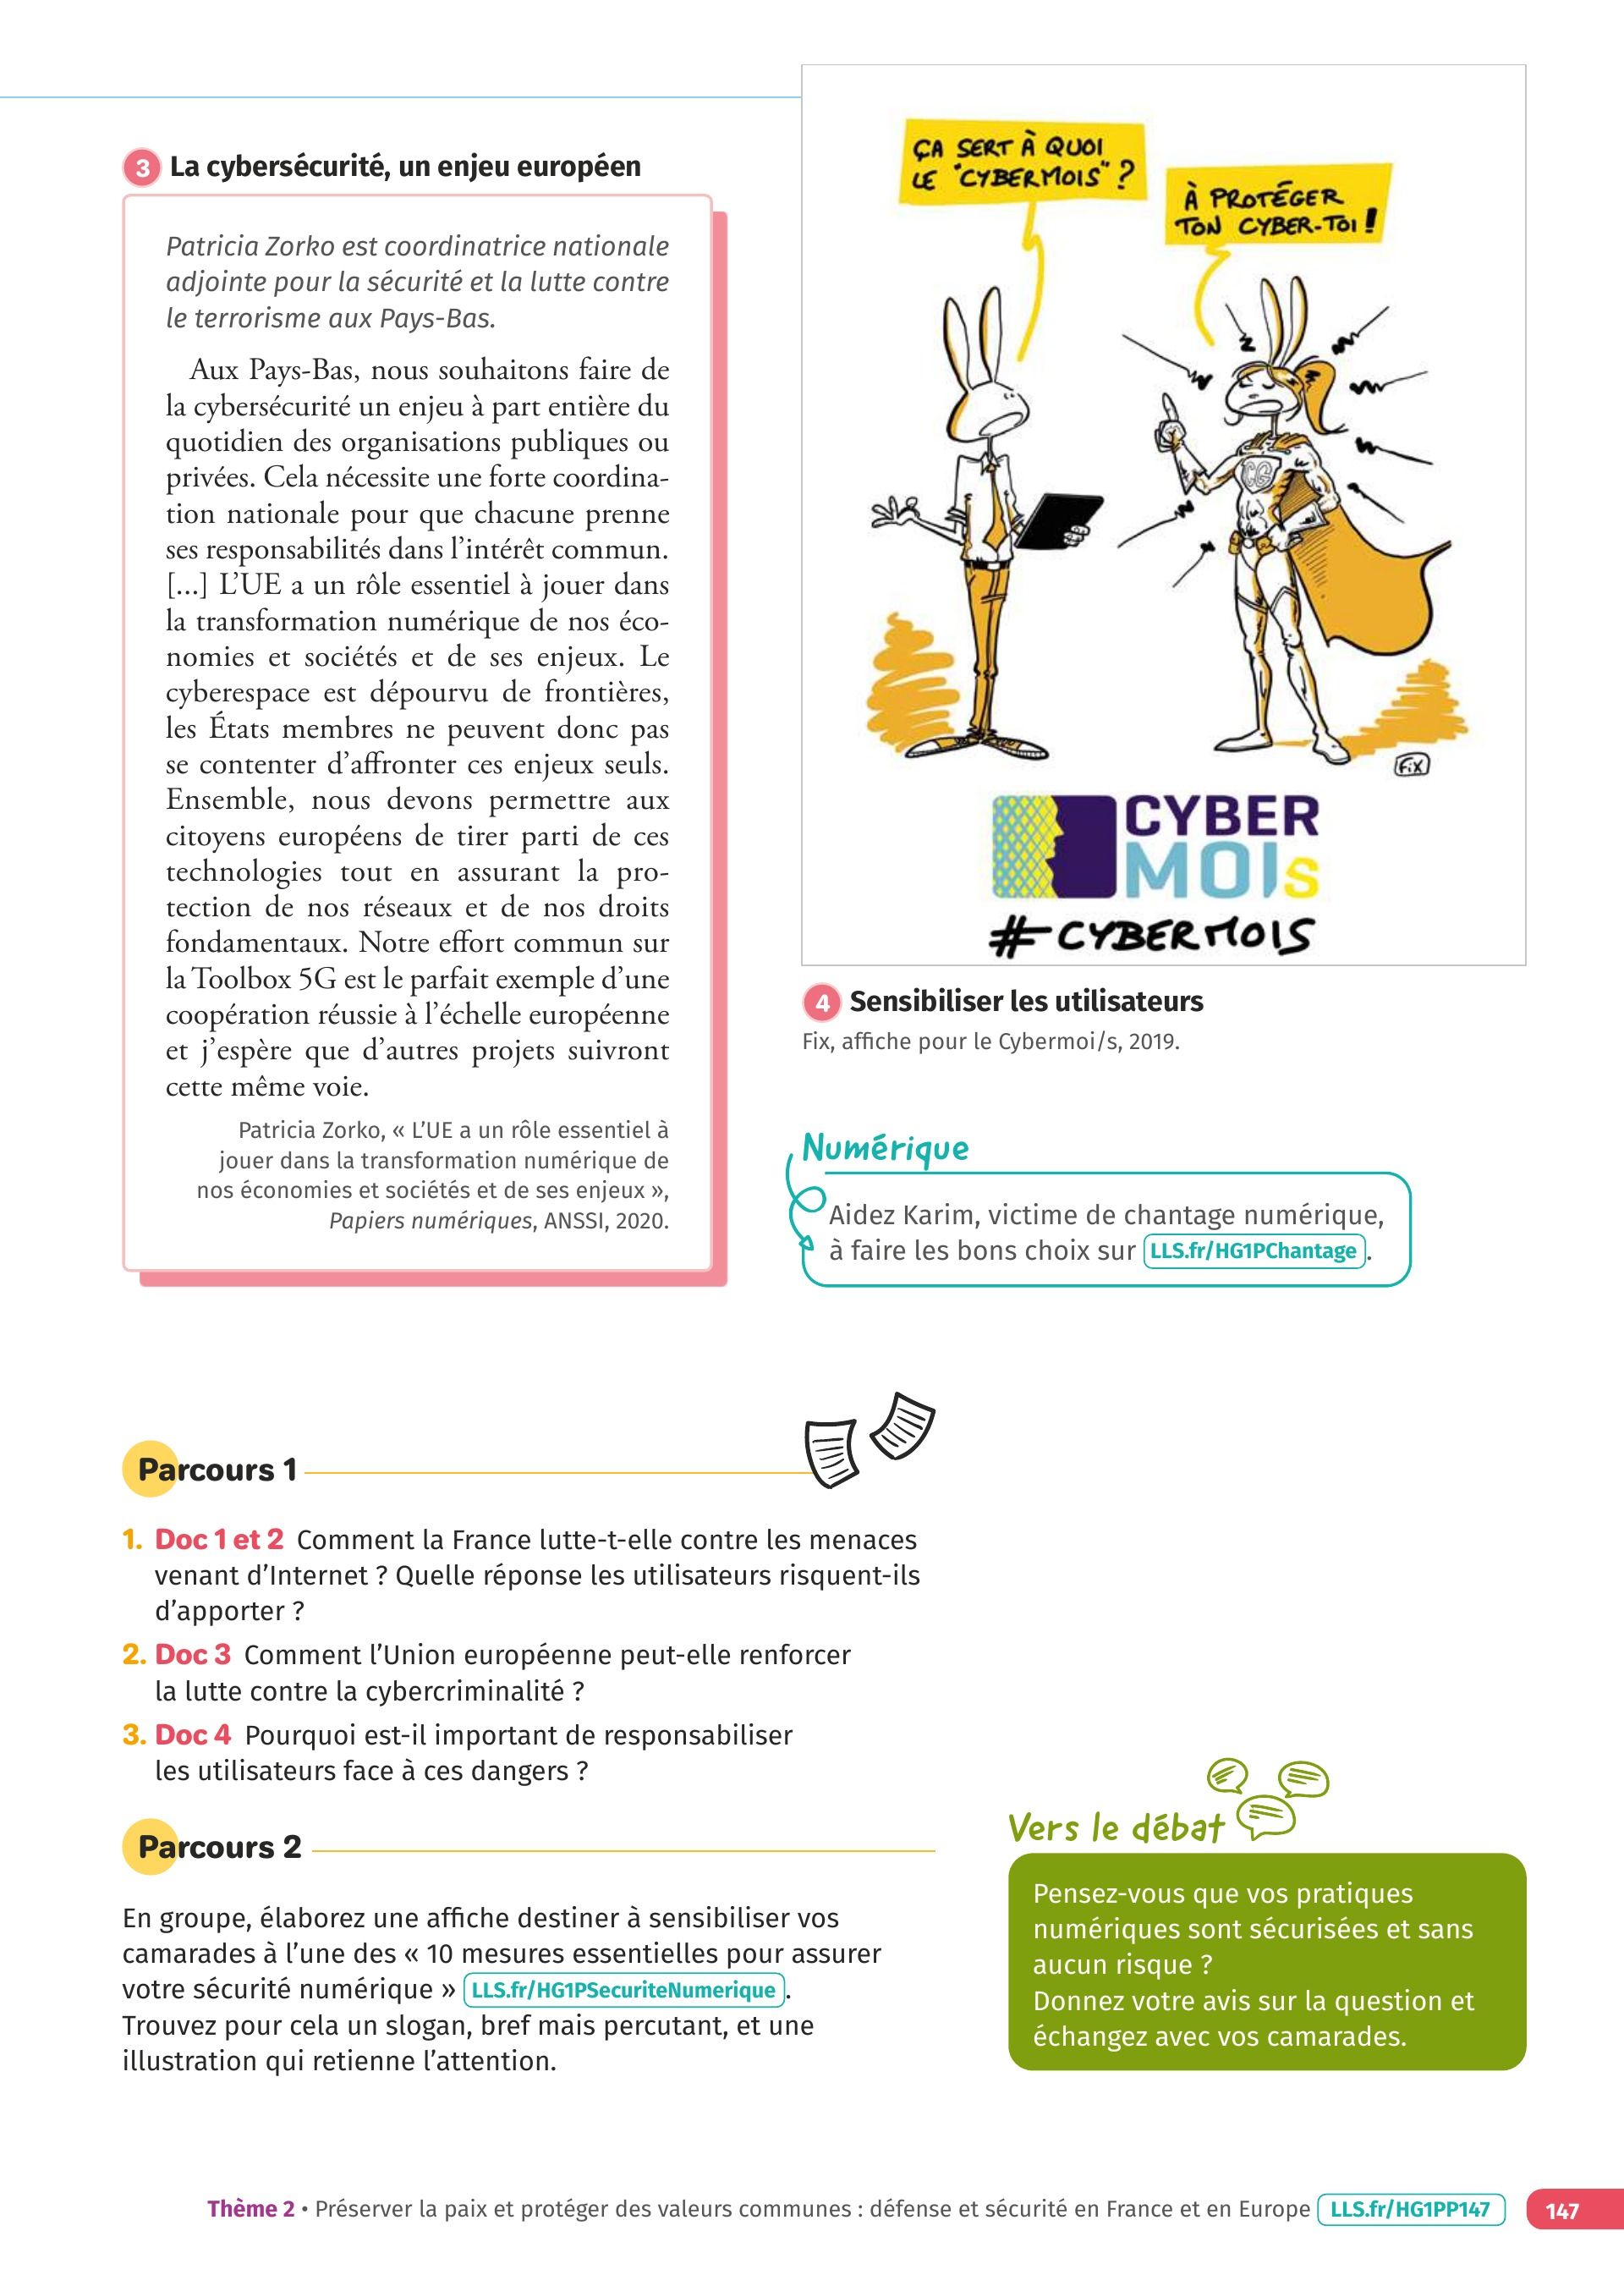 3 La cybersécurité, un enjeu européen
Patricia Zorko est coordinatrice nationale
adjointe pour la sécurité et la lutte contre
le terrorisme aux Pays-Bas.
Aux Pays-Bas, nous souhaitons faire de
la cybersécurité un enjeu à part entière du
quotidien des organisations publiques ou
privées. Cela nécessite une forte coordina-
tion nationale pour que chacune prenne
ses responsabilités dans l'intérêt commun.
[...] L'UE a un rôle essentiel à jouer dans
la transformation numérique de nos éco-
nomies et sociétés et de ses enjeux. Le
cyberespace est dépourvu de frontières,
les États membres ne peuvent donc pas
se contenter d'affronter ces enjeux seuls.
Ensemble, nous devons permettre aux
citoyens européens de tirer parti de ces
technologies tout en assurant la pro-
tection de nos réseaux et de nos droits
fondamentaux. Notre effort commun sur
la Toolbox 5G est le parfait exemple d'une
coopération réussie à l'échelle européenne
et j'espère que d'autres projets suivront
cette même voie.
Patricia Zorko, « L'UE a un rôle essentiel à
jouer dans la transformation numérique de
nos économies et sociétés et de ses enjeux »,
Papiers numériques, ANSSI, 2020.
ÇA SERT À QUOI
LE "CYBERMOIS" ?
À PROTÉGER
TON CYBER-TOI !
CG
FIX
CYBER
MOIs
#CYBERMOIS
4 Sensibiliser les utilisateurs
Fix, affiche pour le Cybermoi/s, 2019.
Numérique
Aidez Karim, victime de chantage numérique,
à faire les bons choix sur LLS.fr/HG1PChantage.
Parcours 1
1. Doc 1 et 2 Comment la France lutte-t-elle contre les menaces
venant d'Internet ? Quelle réponse les utilisateurs risquent-ils
d'apporter ?
2. Doc 3 Comment l'Union européenne peut-elle renforcer
la lutte contre la cybercriminalité ?
3. Doc 4 Pourquoi est-il important de responsabiliser
les utilisateurs face à ces dangers ?
Parcours 2
En groupe, élaborez une affiche destiner à sensibiliser vos
camarades à l'une des « 10 mesures essentielles pour assurer
votre sécurité numérique » LLS.fr/HG1PSecuriteNumerique.
Trouvez pour cela un slogan, bref mais percutant, et une
illustration qui retienne l'attention.
Vers le débat
Pensez-vous que vos pratiques
numériques sont sécurisées et sans
aucun risque ?
Donnez votre avis sur la question et
échangez avec vos camarades.
Thème 2 • Préserver la paix et protéger des valeurs communes : défense et sécurité en France et en Europe LLS.fr/HG1PP147 147